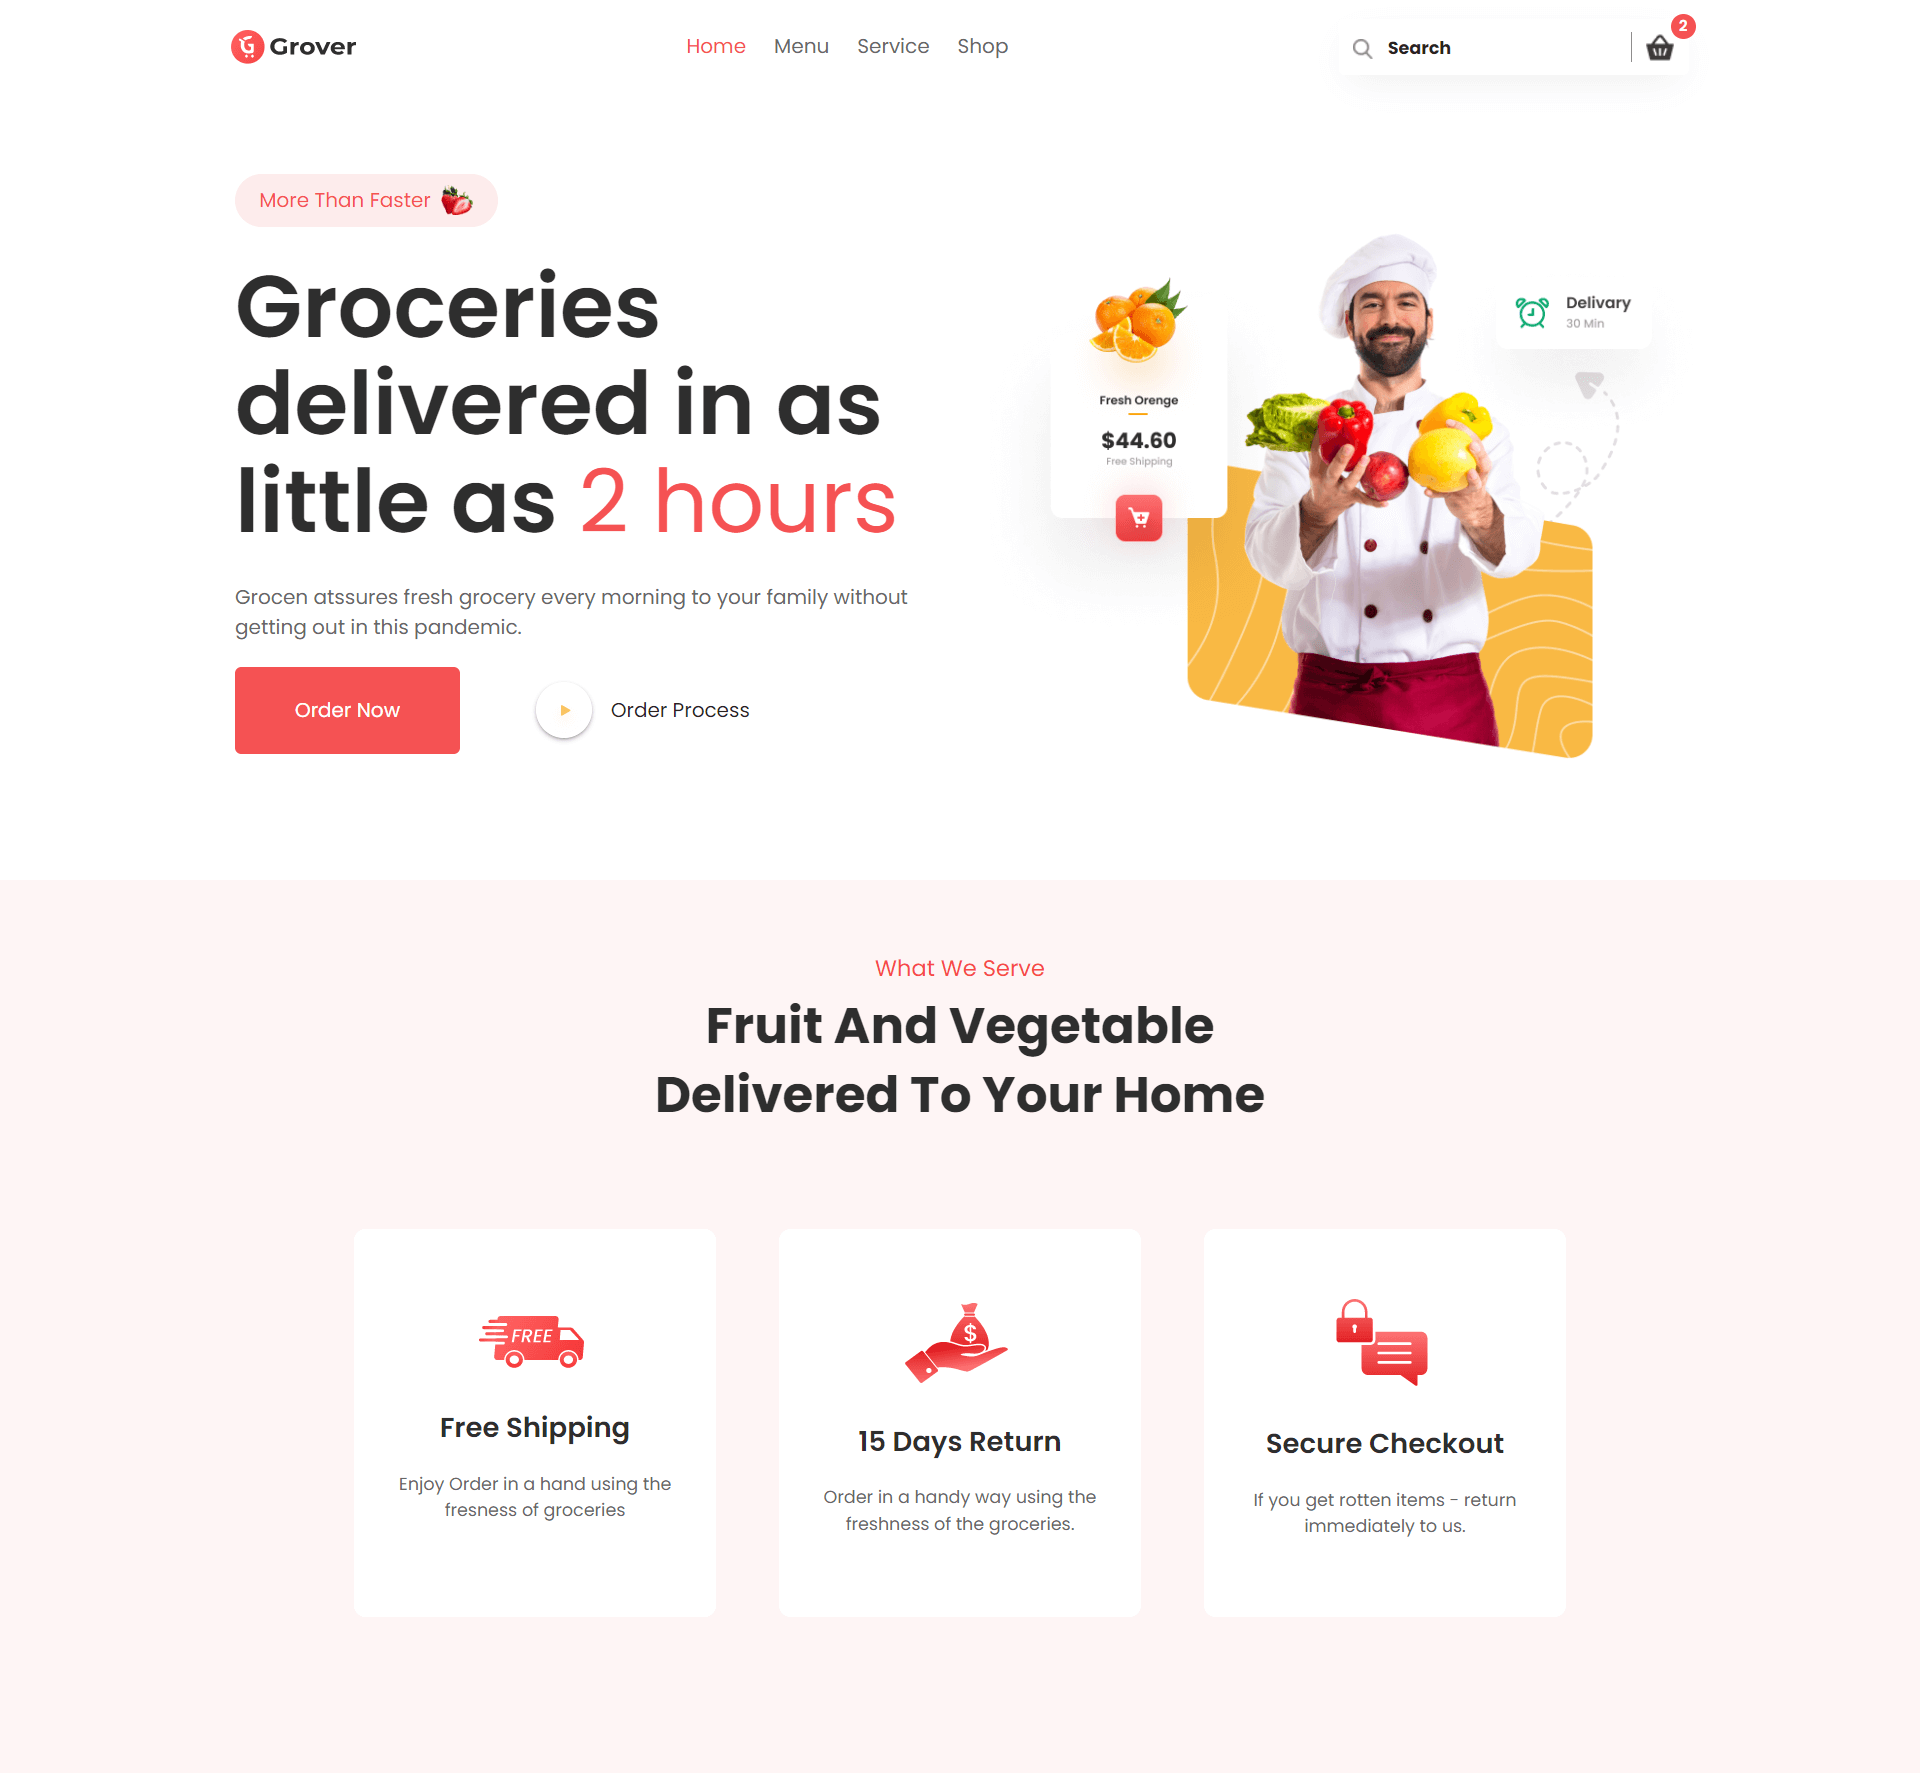 Grover
Home Menu Service Shop
Search
2
More Than Faster
Groceries
delivered in as
little as 2 hours
Grocen atssures fresh grocery every morning to your family without
getting out in this pandemic.
Order Now
Order Process
Fresh Orenge
$44.60
Free Shipping
Delivary
30 Min
What We Serve
Fruit And Vegetable
Delivered To Your Home
FREE
Free Shipping
Enjoy Order in a hand using the
fresness of groceries
$
15 Days Return
Order in a handy way using the
freshness of the groceries.
Secure Checkout
If you get rotten items - return
immediately to us.